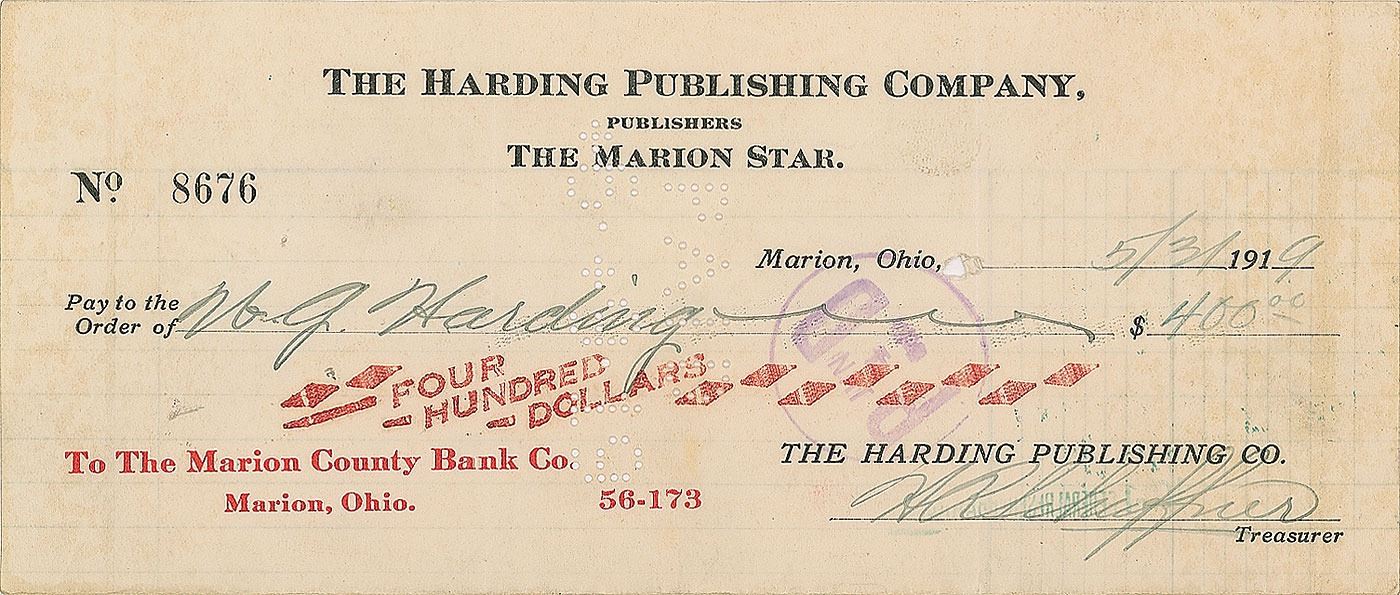 THE HARDING PUBLISHING COMPANY,
PUBLISHERS
THE MARION STAR.
Nº 8676
Marion, Ohio, 5/31 1919
Pay to the
Order of W. G. Harding $ 400 00
FOUR
HUNDRED
DOLLARS
To The Marion County Bank Co.
Marion, Ohio. 56-173
THE HARDING PUBLISHING CO.
Treasurer